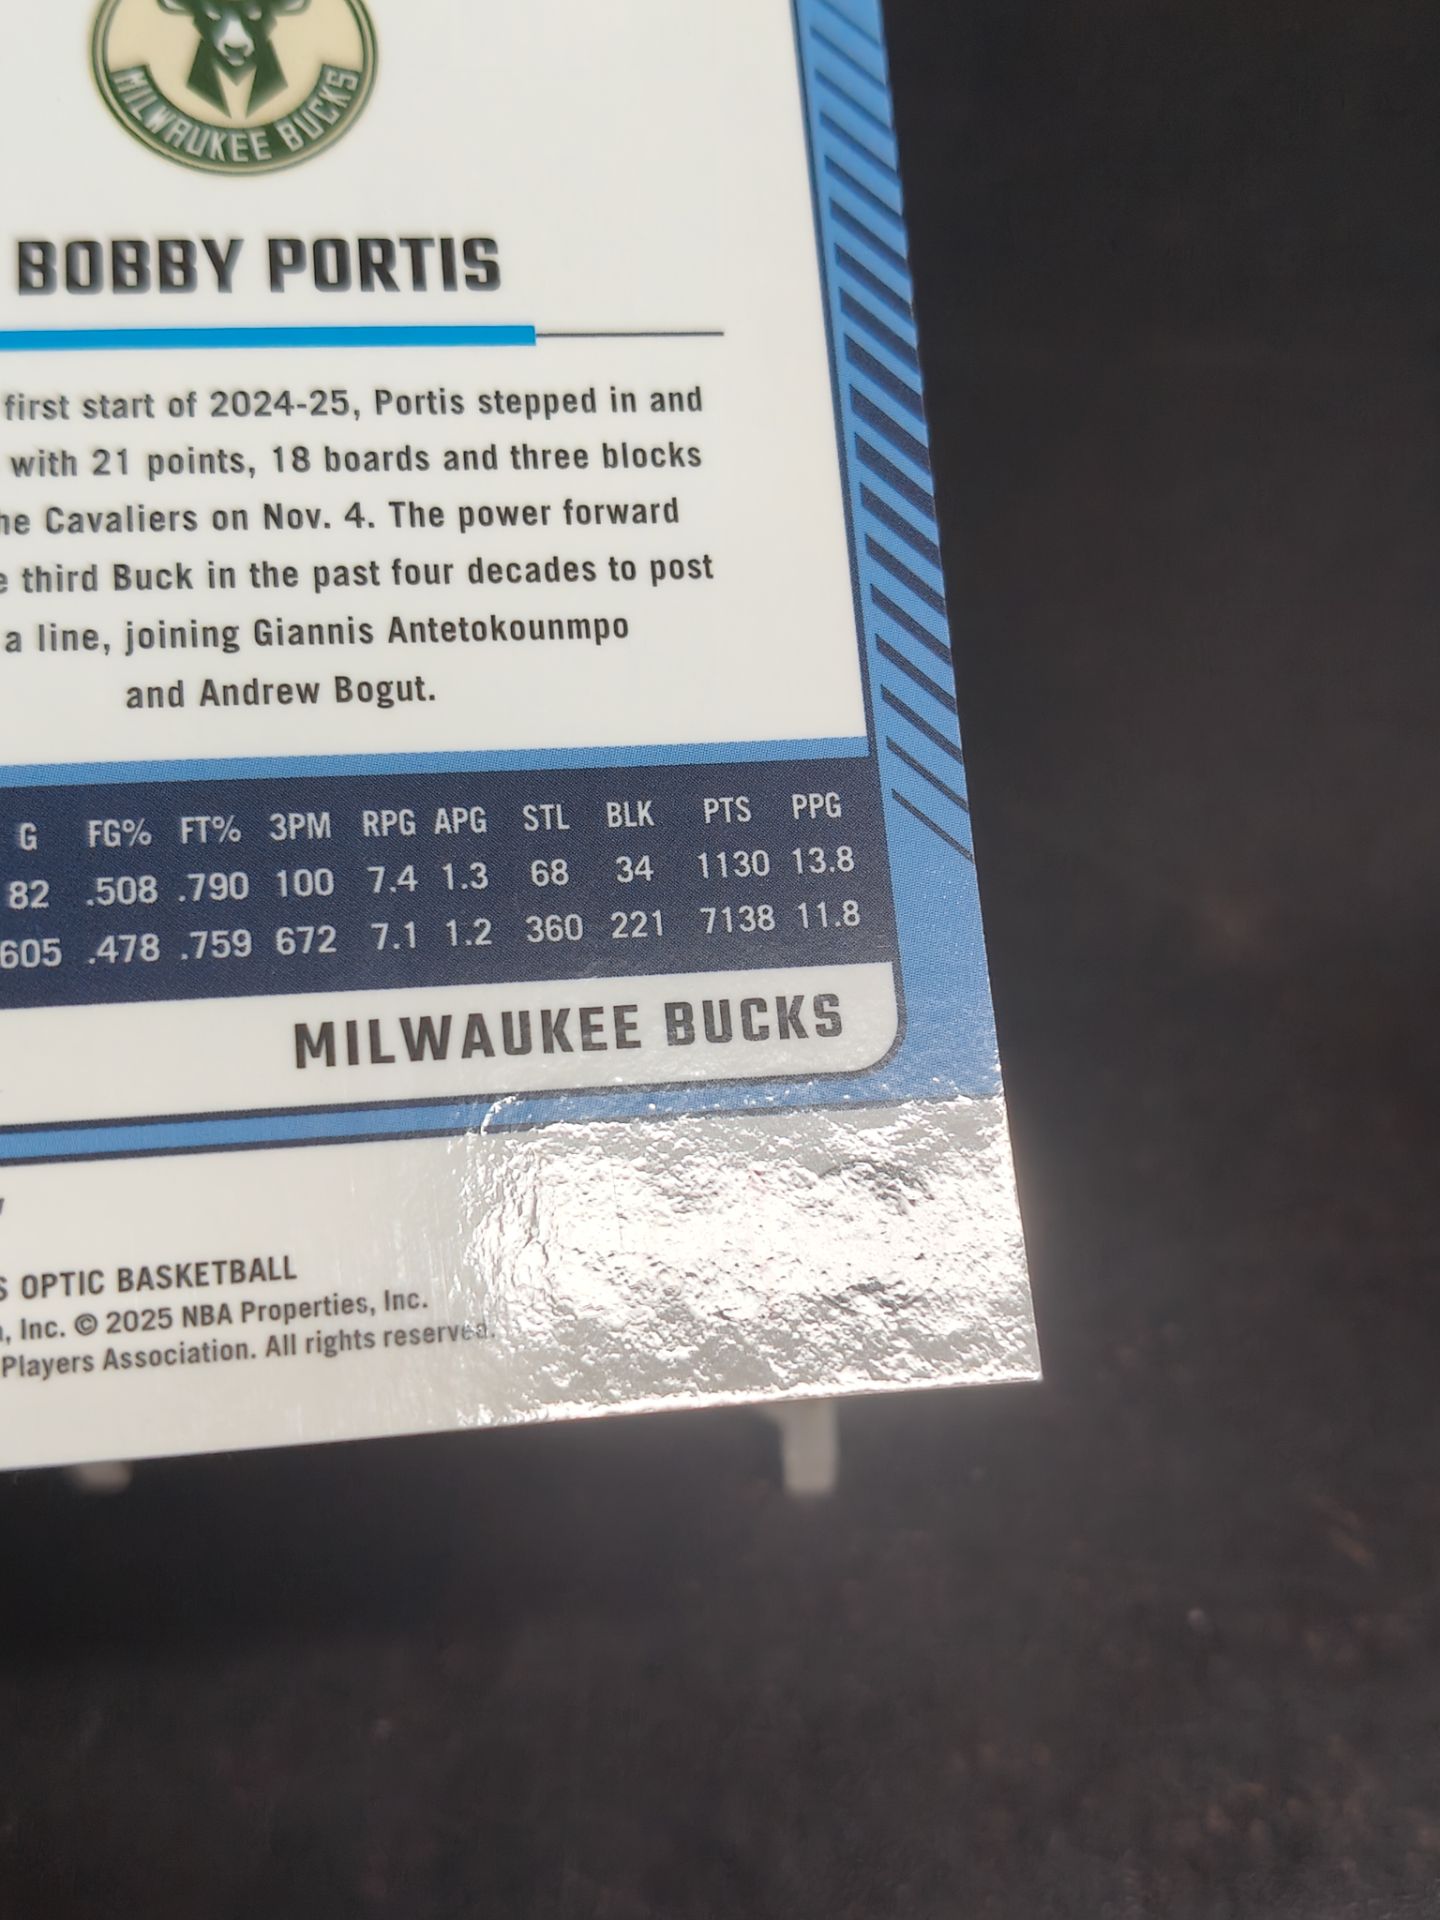 MILWAUKEE BUCKS
BOBBY PORTIS
first start of 2024-25, Portis stepped in and
with 21 points, 18 boards and three blocks
he Cavaliers on Nov. 4. The power forward
e third Buck in the past four decades to post
a line, joining Giannis Antetokounmpo
and Andrew Bogut.
G FG% FT% 3PM RPG APG STL BLK PTS PPG
82 .508 .790 100 7.4 1.3 68 34 1130 13.8
605 .478 .759 672 7.1 1.2 360 221 7138 11.8
MILWAUKEE BUCKS
S OPTIC BASKETBALL
, Inc. © 2025 NBA Properties, Inc.
Players Association. All rights reserved.